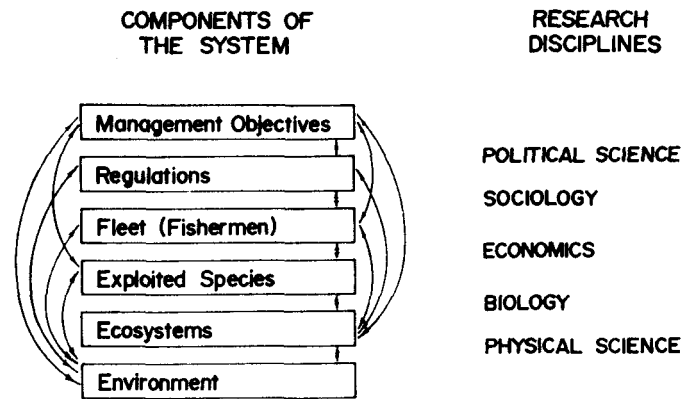 COMPONENTS OF
THE SYSTEM
RESEARCH
DISCIPLINES
Management Objectives
Regulations
Fleet (Fishermen)
Exploited Species
Ecosystems
Environment
POLITICAL SCIENCE
SOCIOLOGY
ECONOMICS
BIOLOGY
PHYSICAL SCIENCE